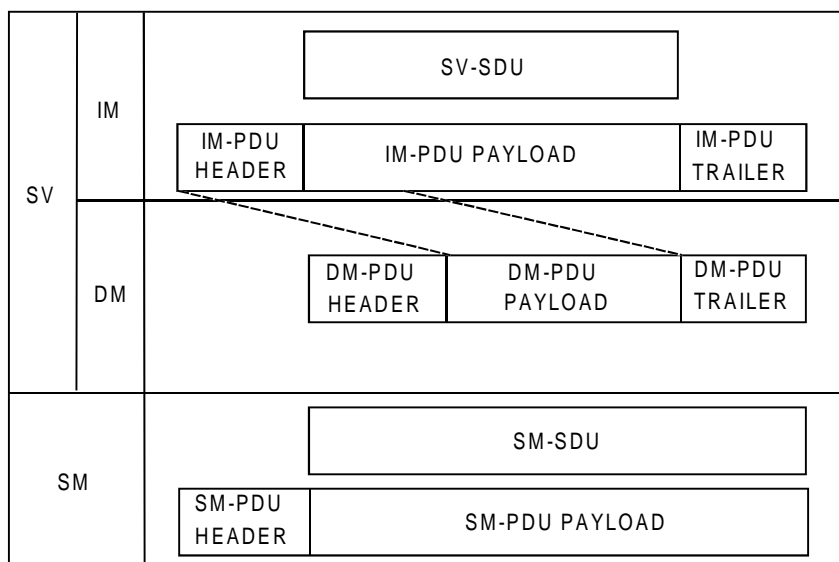 SV
IM
SV-SDU
IM-PDU
HEADER
IM-PDU PAYLOAD
IM-PDU
TRAILER
DM
DM-PDU
HEADER
DM-PDU
PAYLOAD
DM-PDU
TRAILER
SM
SM-SDU
SM-PDU
HEADER
SM-PDU PAYLOAD